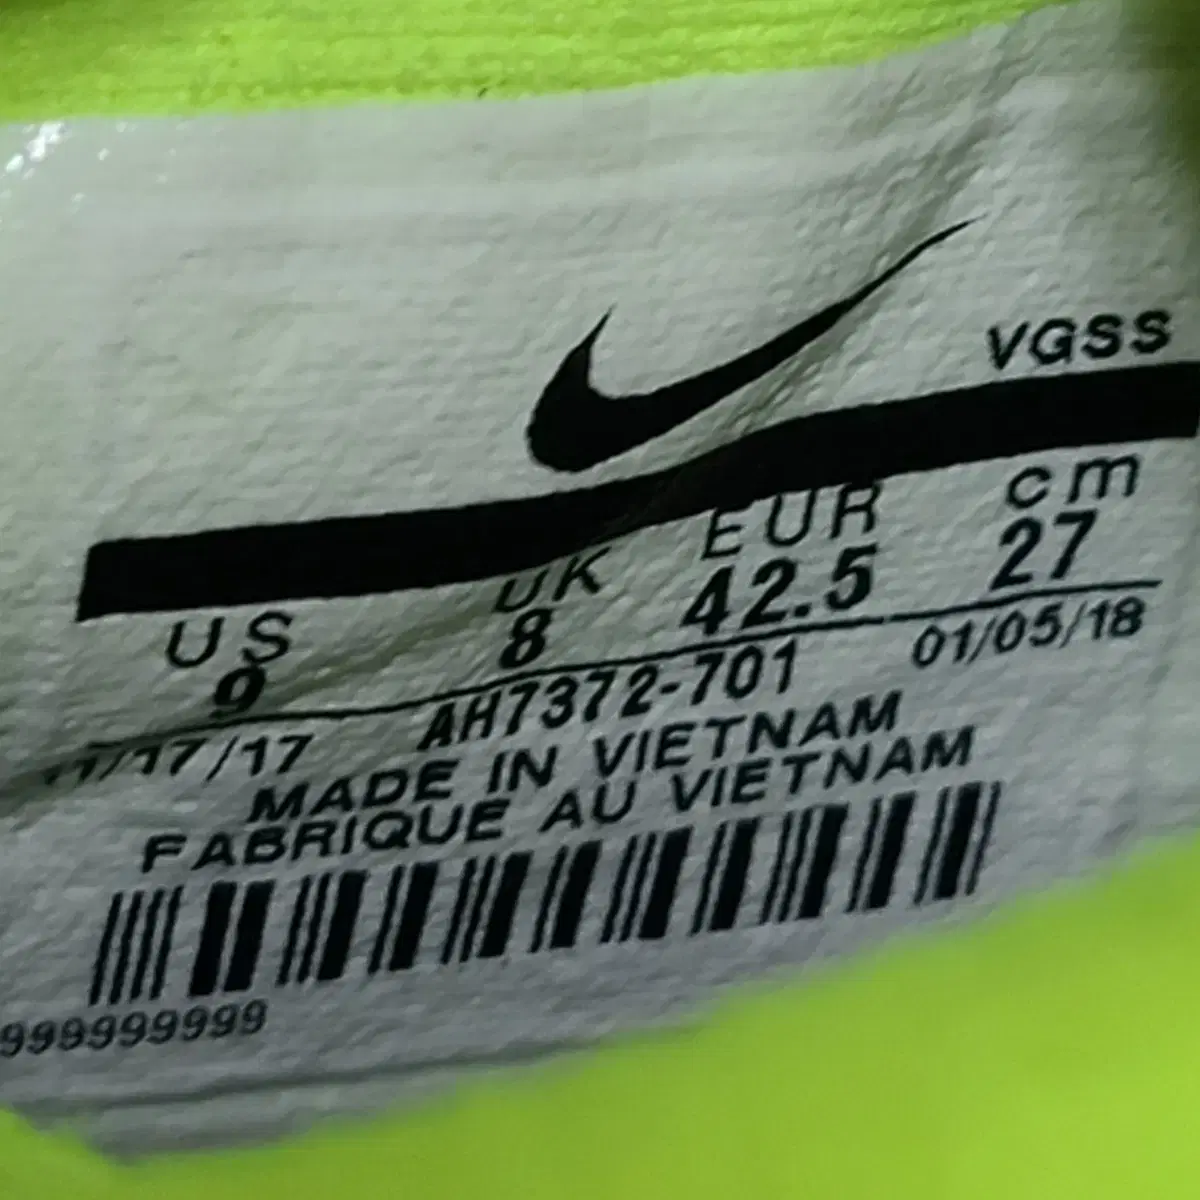 VGSS
US UK EUR cm
9 8 42.5 27
/17/17 AH7372-701 01/05/18
MADE IN VIETNAM
FABRIQUE AU VIETNAM
999999999